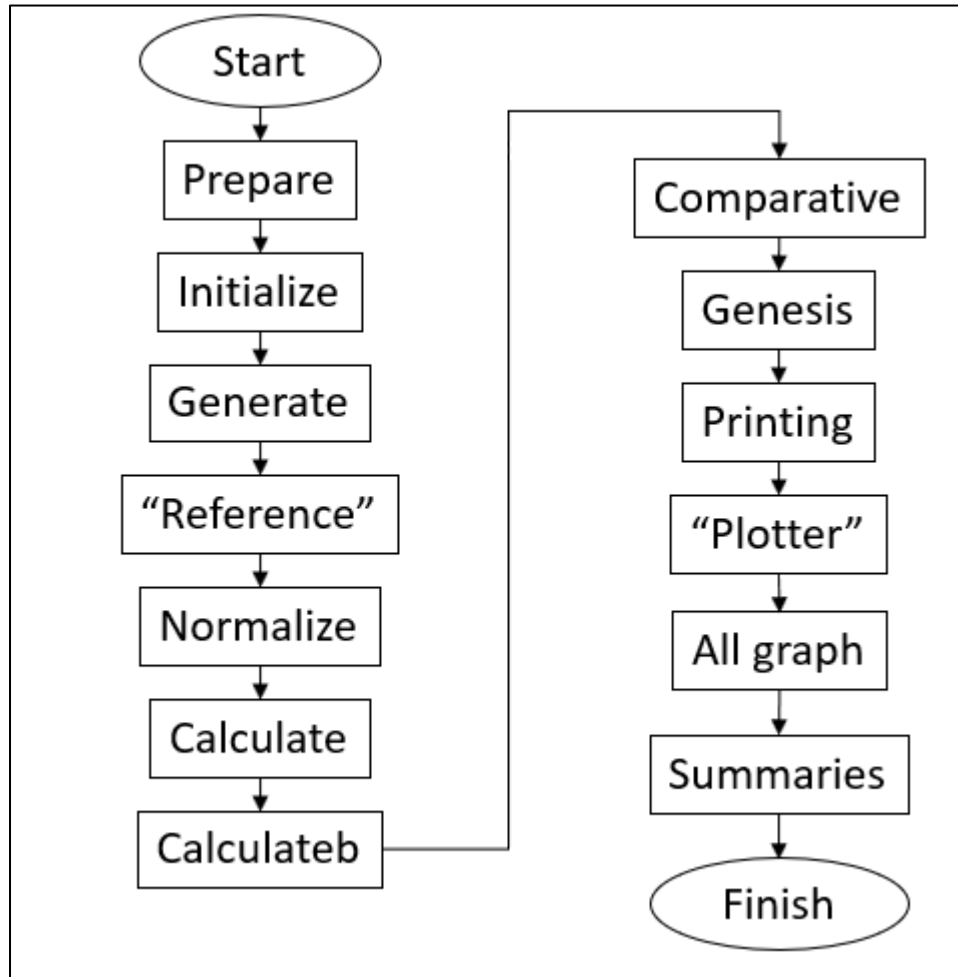 Start
Prepare
Initialize
Generate
“Reference”
Normalize
Calculate
Calculateb
Comparative
Genesis
Printing
“Plotter”
All graph
Summaries
Finish